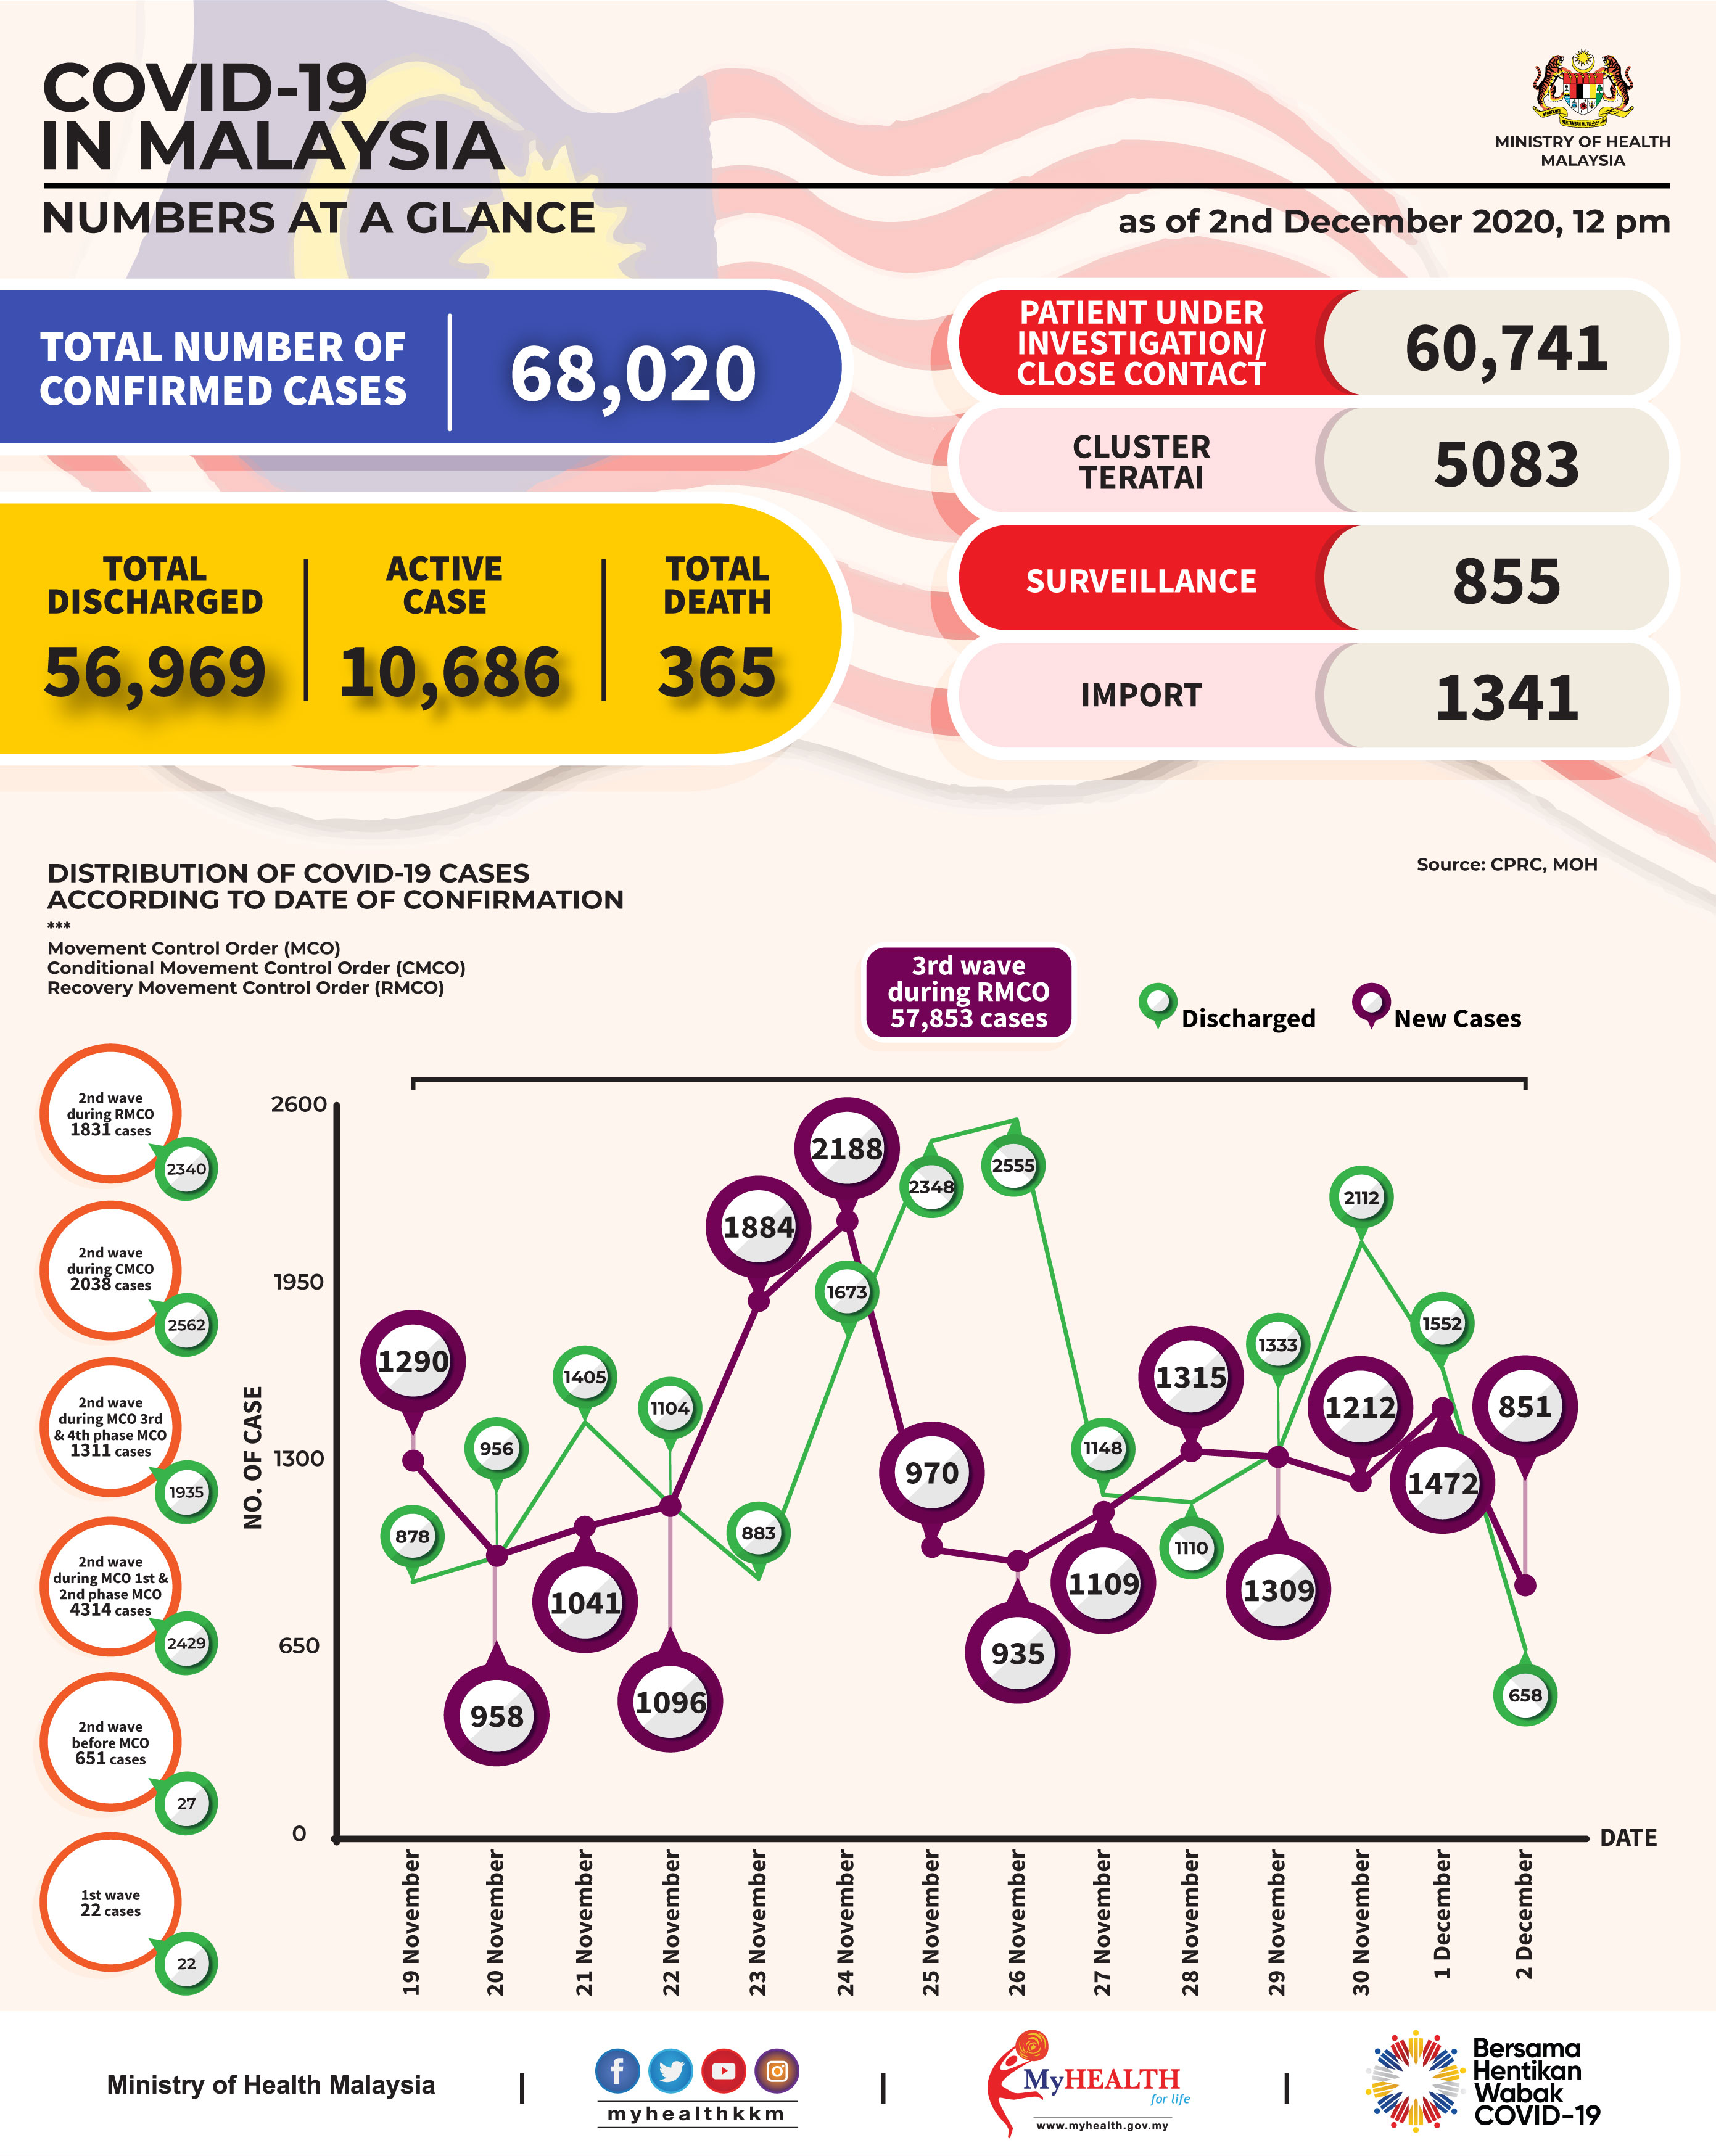 COVID-19
IN MALAYSIA
MINISTRY OF HEALTH
MALAYSIA
NUMBERS AT A GLANCE
as of 2nd December 2020, 12 pm
TOTAL NUMBER OF
CONFIRMED CASES
68,020
PATIENT UNDER
INVESTIGATION/
CLOSE CONTACT
60,741
CLUSTER
TERATAI
5083
SURVEILLANCE
855
IMPORT
1341
TOTAL
DISCHARGED
56,969
ACTIVE
CASE
10,686
TOTAL
DEATH
365
DISTRIBUTION OF COVID-19 CASES
ACCORDING TO DATE OF CONFIRMATION
***
Movement Control Order (MCO)
Conditional Movement Control Order (CMCO)
Recovery Movement Control Order (RMCO)
Source: CPRC, MOH
3rd wave
during RMCO
57,853 cases
Discharged
New Cases
2nd wave
during RMCO
1831 cases
2340
2nd wave
during CMCO
2038 cases
2562
2nd wave
during MCO 3rd
& 4th phase MCO
1311 cases
1935
2nd wave
during MCO 1st &
2nd phase MCO
4314 cases
2429
2nd wave
before MCO
651 cases
27
1st wave
22 cases
22
NO. OF CASE
2600
1950
1300
650
0
1290
958
1041
1096
1884
2188
970
935
1109
1315
1309
1212
1472
851
878
956
1405
1104
883
1673
2348
2555
1148
1110
1333
2112
1552
658
DATE
19 November
20 November
21 November
22 November
23 November
24 November
25 November
26 November
27 November
28 November
29 November
30 November
1 December
2 December
Ministry of Health Malaysia
myhealthkkm
MyHEALTH
for life
www.myhealth.gov.my
Bersama
Hentikan
Wabak
COVID-19